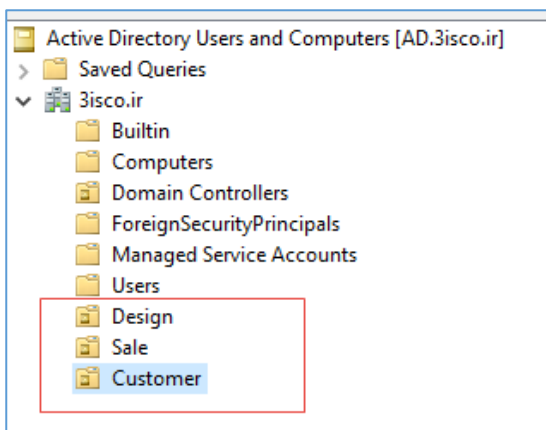 Active Directory Users and Computers [AD.3isco.ir]
Saved Queries
3isco.ir
Builtin
Computers
Domain Controllers
ForeignSecurityPrincipals
Managed Service Accounts
Users
Design
Sale
Customer